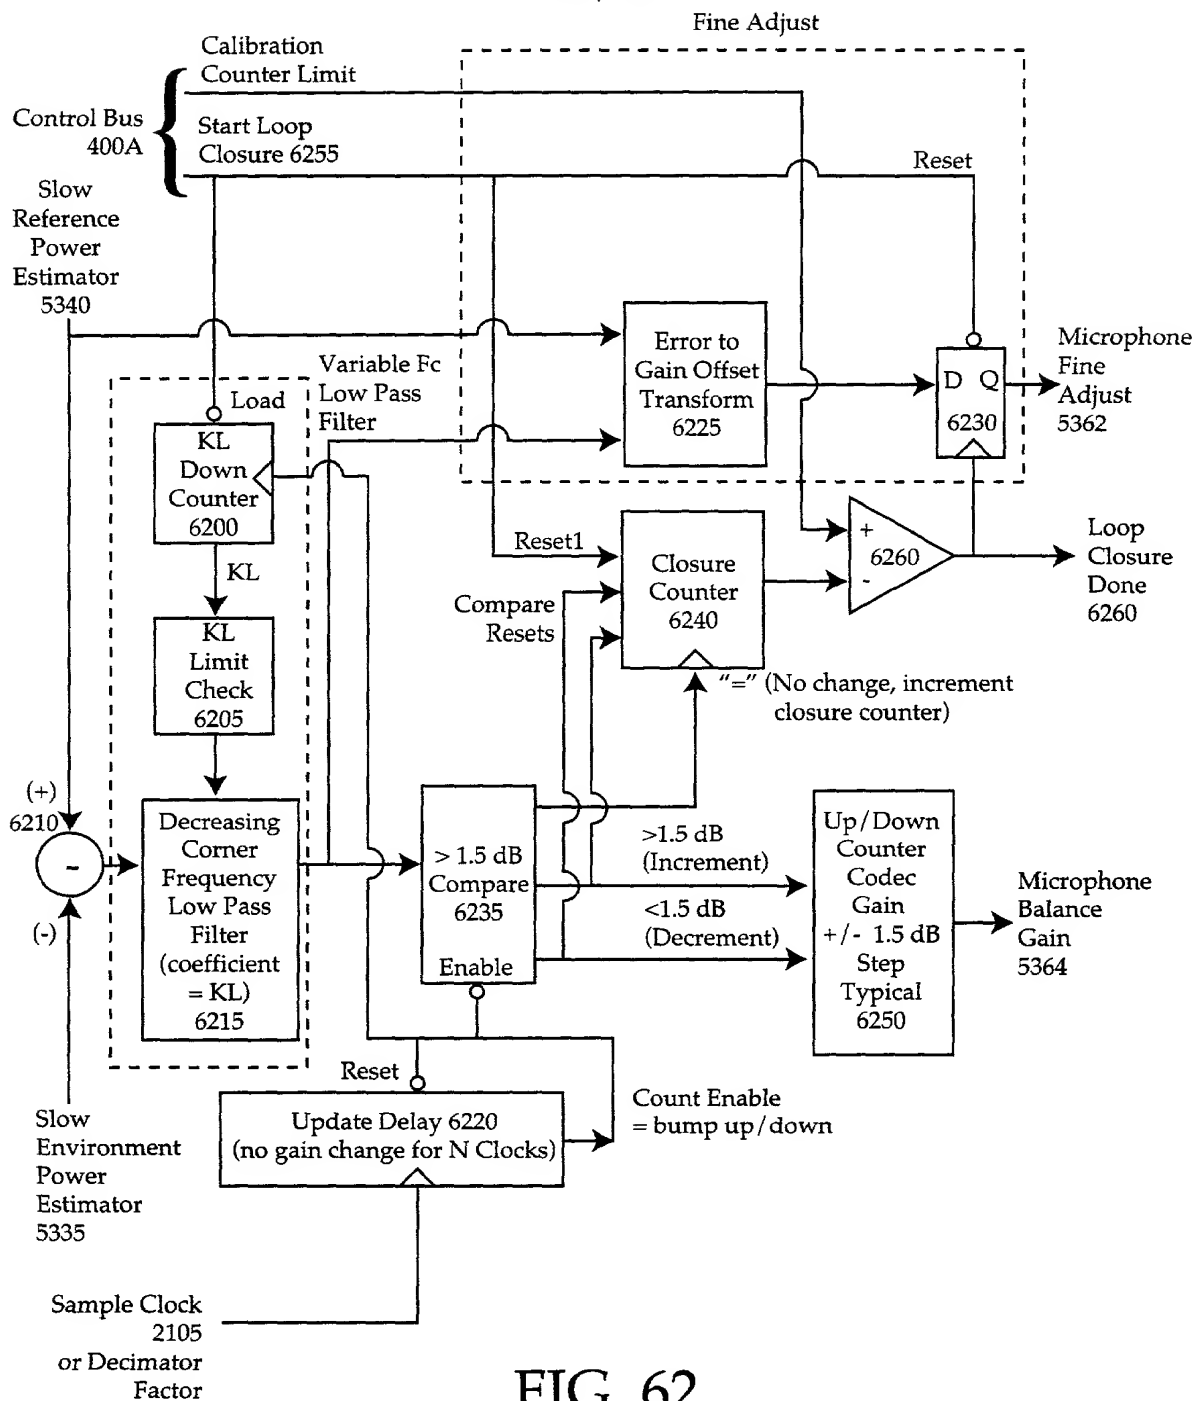 Fine Adjust
Calibration
Counter Limit
Control Bus
400A
Start Loop
Closure 6255
Reset
Slow
Reference
Power
Estimator
5340
Variable Fc
Low Pass
Filter
Error to
Gain Offset
Transform
6225
D Q
6230
Microphone
Fine
Adjust
5362
Load
KL
Down
Counter
6200
KL
KL
Limit
Check
6205
Reset1
Compare
Resets
Closure
Counter
6240
+
6260
-
Loop
Closure
Done
6260
"=" (No change, increment
closure counter)
(+)
6210
-
(-)
Decreasing
Corner
Frequency
Low Pass
Filter
(coefficient
= KL)
6215
> 1.5 dB
Compare
6235
Enable
>1.5 dB
(Increment)
<1.5 dB
(Decrement)
Up/Down
Counter
Codec
Gain
+/- 1.5 dB
Step
Typical
6250
Microphone
Balance
Gain
5364
Reset
Update Delay 6220
(no gain change for N Clocks)
Count Enable
= bump up/down
Slow
Environment
Power
Estimator
5335
Sample Clock
2105
or Decimator
Factor
FIG. 62